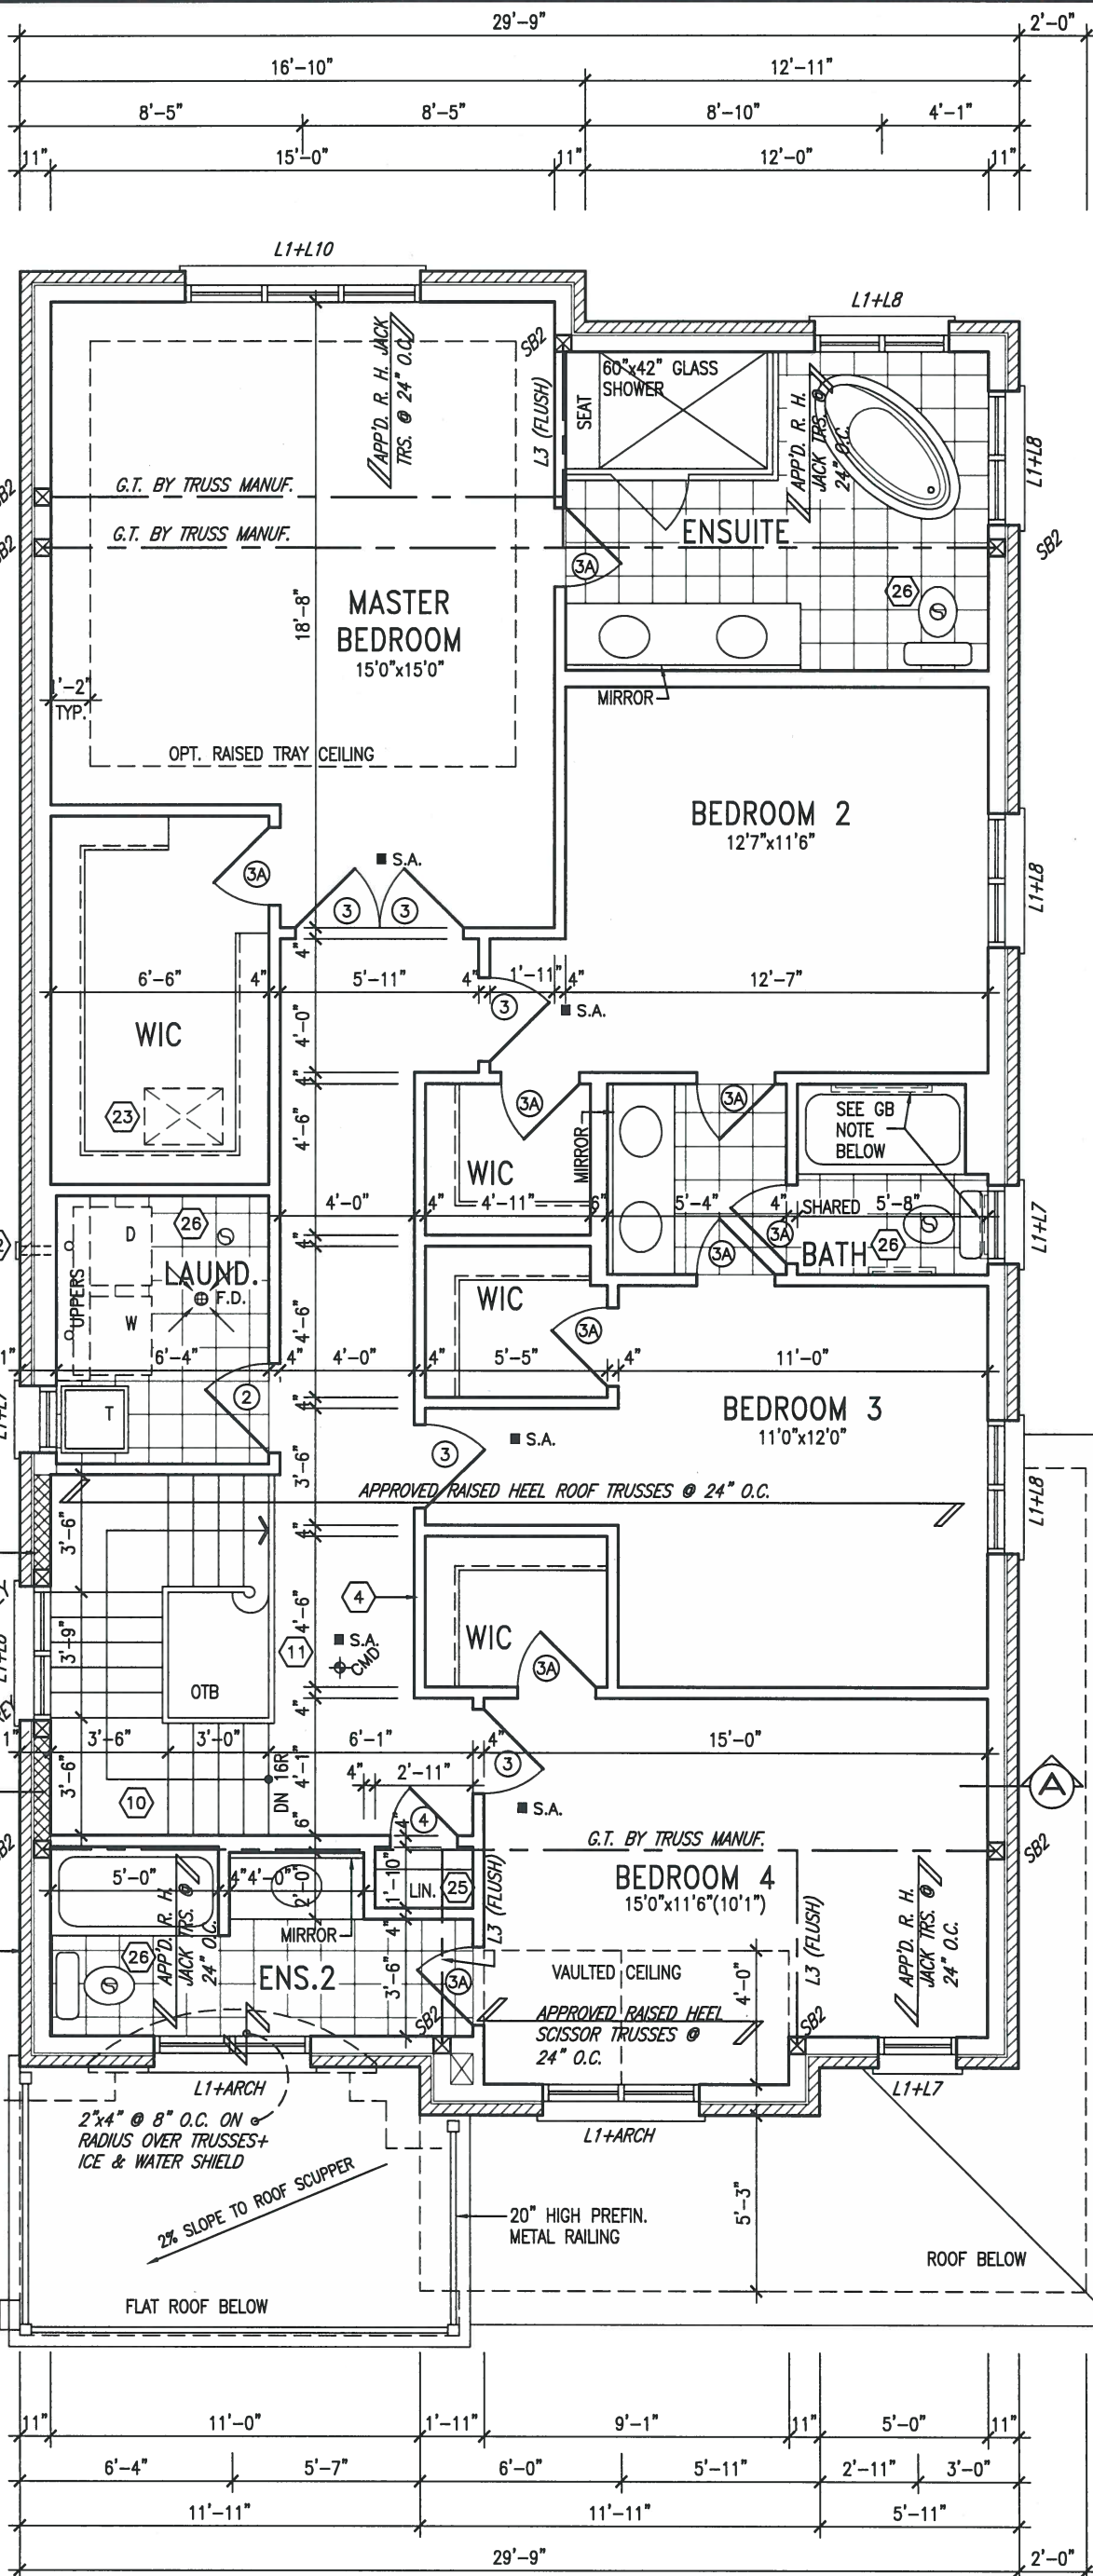 29'-9"
2'-0"
16'-10"
12'-11"
8'-5"
8'-5"
8'-10"
4'-1"
11"
15'-0"
11"
12'-0"
11"
L1+L10
L1+L8
SB2
60"x42" GLASS
SHOWER
SEAT
L3 (FLUSH)
APP'D. R. H. JACK
TRS. @ 24" O.C.
APP'D. R. H.
JACK TRS. @
24" O.C.
L1+L8
SB2
G.T. BY TRUSS MANUF.
SB2
G.T. BY TRUSS MANUF.
ENSUITE
SB2
3A
26
MASTER
BEDROOM
15'0"x15'0"
18'-8"
1'-2"
TYP.
MIRROR
OPT. RAISED TRAY CEILING
BEDROOM 2
12'7"x11'6"
L1+L8
S.A.
3A
3
3
4"
6'-6"
4"
5'-11"
4"
1'-11"
4"
12'-7"
3
S.A.
WIC
4'-0"
4"
23
4'-6"
3A
WIC
MIRROR
3A
SEE GB
NOTE
BELOW
4'-0"
4"
4'-11"
6"
5'-4"
4"
SHARED
5'-8"
L1+L7
4"
26
D
LAUND.
F.D.
UPPERS
W
3A
3A
BATH
26
WIC
4'-6"
3A
1"
6'-4"
4"
4'-0"
4"
5'-5"
4"
11'-0"
2
T
L1+L7
4"
BEDROOM 3
11'0"x12'0"
3
S.A.
3'-6"
APPROVED RAISED HEEL ROOF TRUSSES @ 24" O.C.
L1+L8
3'-6"
4"
4
4'-6"
3'-9"
11
S.A.
CMD
WIC
3A
OTB
4"
1"
3'-6"
3'-0"
6'-1"
4"
15'-0"
3
3'-6"
DN 16R
4'-1"
4"
2'-11"
10
A
S.A.
4
6"
4"
SB2
G.T. BY TRUSS MANUF.
SB2
5'-0"
4"
4'-0"
2'-0"
1'-10"
LIN.
25
L3 (FLUSH)
BEDROOM 4
15'0"x11'6"(10'1")
L3 (FLUSH)
APP'D. R. H.
JACK TRS. @
24" O.C.
MIRROR
4"
26
APP'D. R. H.
JACK TRS. @
24" O.C.
ENS.2
3'-6"
3A
VAULTED CEILING
4'-0"
SB2
APPROVED RAISED HEEL
SCISSOR TRUSSES @
24" O.C.
SB2
L1+ARCH
L1+L7
L1+ARCH
2"x4" @ 8" O.C. ON
RADIUS OVER TRUSSES+
ICE & WATER SHIELD
2% SLOPE TO ROOF SCUPPER
20" HIGH PREFIN.
METAL RAILING
5'-3"
ROOF BELOW
FLAT ROOF BELOW
11"
11'-0"
1'-11"
9'-1"
11"
5'-0"
11"
6'-4"
5'-7"
6'-0"
5'-11"
2'-11"
3'-0"
11'-11"
11'-11"
5'-11"
29'-9"
2'-0"